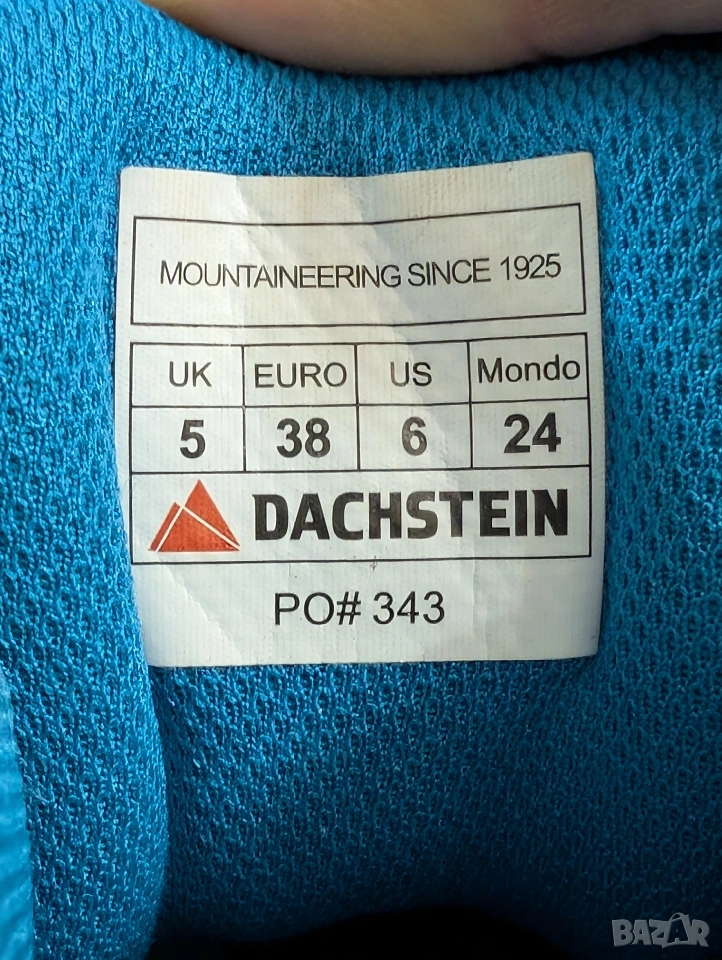 MOUNTAINEERING SINCE 1925
UK EURO US Mondo
5 38 6 24
DACHSTEIN
PO# 343
BAZAR